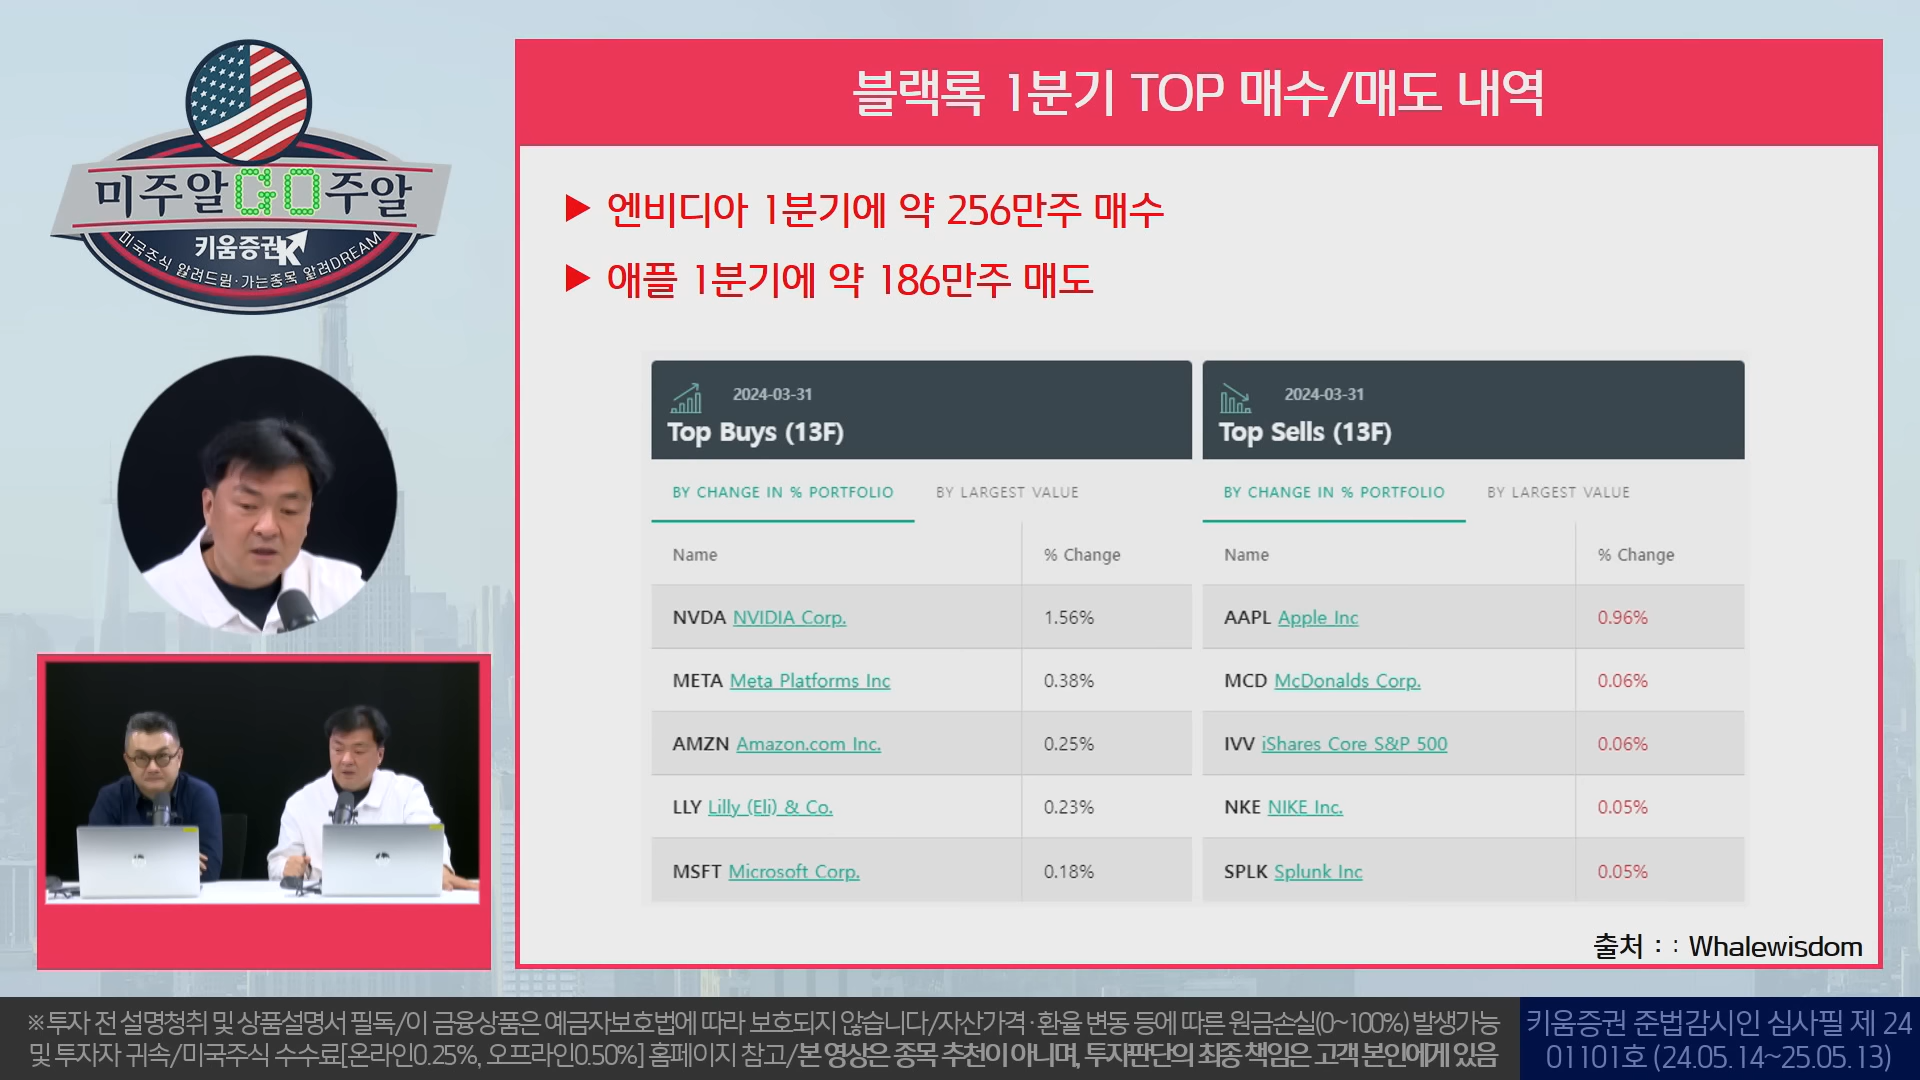 미주알GO주알
키움증권
미국주식 알려드림·가는종목 알려DREAM
블랙록 1분기 TOP 매수/매도 내역
▶ 엔비디아 1분기에 약 256만주 매수
▶ 애플 1분기에 약 186만주 매도
2024-03-31
Top Buys (13F)
BY CHANGE IN % PORTFOLIO BY LARGEST VALUE
Name % Change
NVDA NVIDIA Corp. 1.56%
META Meta Platforms Inc 0.38%
AMZN Amazon.com Inc. 0.25%
LLY Lilly (Eli) & Co. 0.23%
MSFT Microsoft Corp. 0.18%
2024-03-31
Top Sells (13F)
BY CHANGE IN % PORTFOLIO BY LARGEST VALUE
Name % Change
AAPL Apple Inc 0.96%
MCD McDonalds Corp. 0.06%
IVV iShares Core S&P 500 0.06%
NKE NIKE Inc. 0.05%
SPLK Splunk Inc 0.05%
출처 : : Whalewisdom
※투자 전 설명청취 및 상품설명서 필독/이 금융상품은 예금자보호법에 따라 보호되지 않습니다/자산가격·환율 변동 등에 따른 원금손실(0~100%) 발생가능
및 투자자 귀속/미국주식 수수료[온라인0.25%, 오프라인0.50%] 홈페이지 참고/본 영상은 종목 추천이 아니며, 투자판단의 최종 책임은 고객 본인에게 있음
키움증권 준법감시인 심사필 제 24
01101호 (24.05.14~25.05.13)